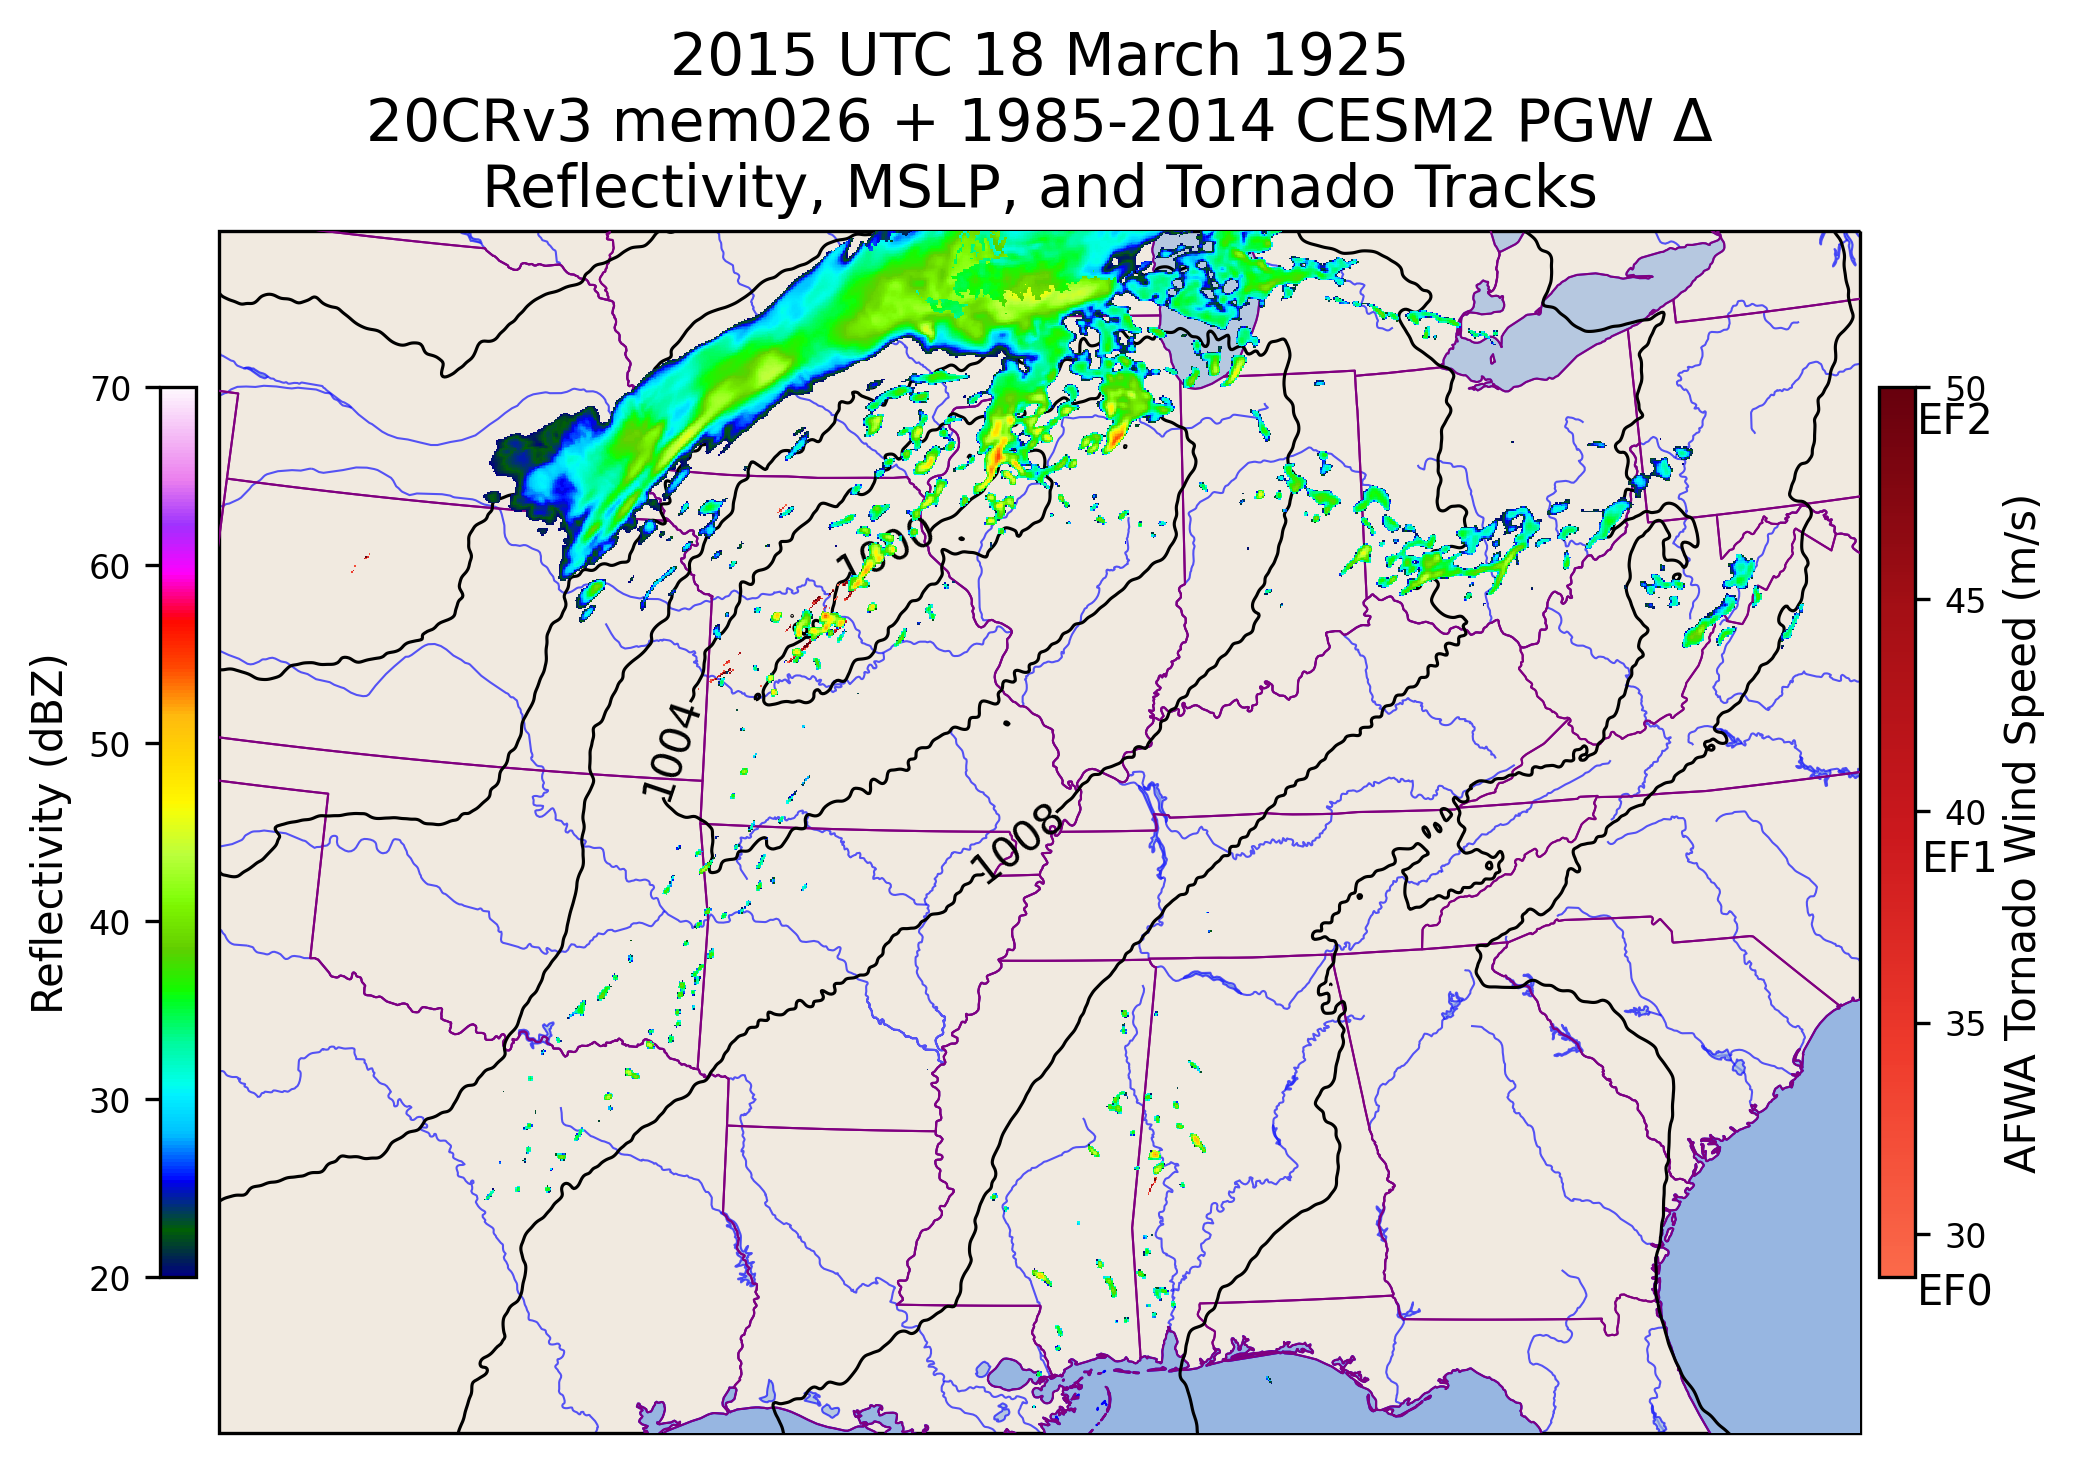 2015 UTC 18 March 1925
20CRv3 mem026 + 1985-2014 CESM2 PGW Δ
Reflectivity, MSLP, and Tornado Tracks
70
60
50
40
30
20
Reflectivity (dBZ)
1000
1004
1008
50
EF2
45
40
EF1
35
30
EF0
AFWA Tornado Wind Speed (m/s)